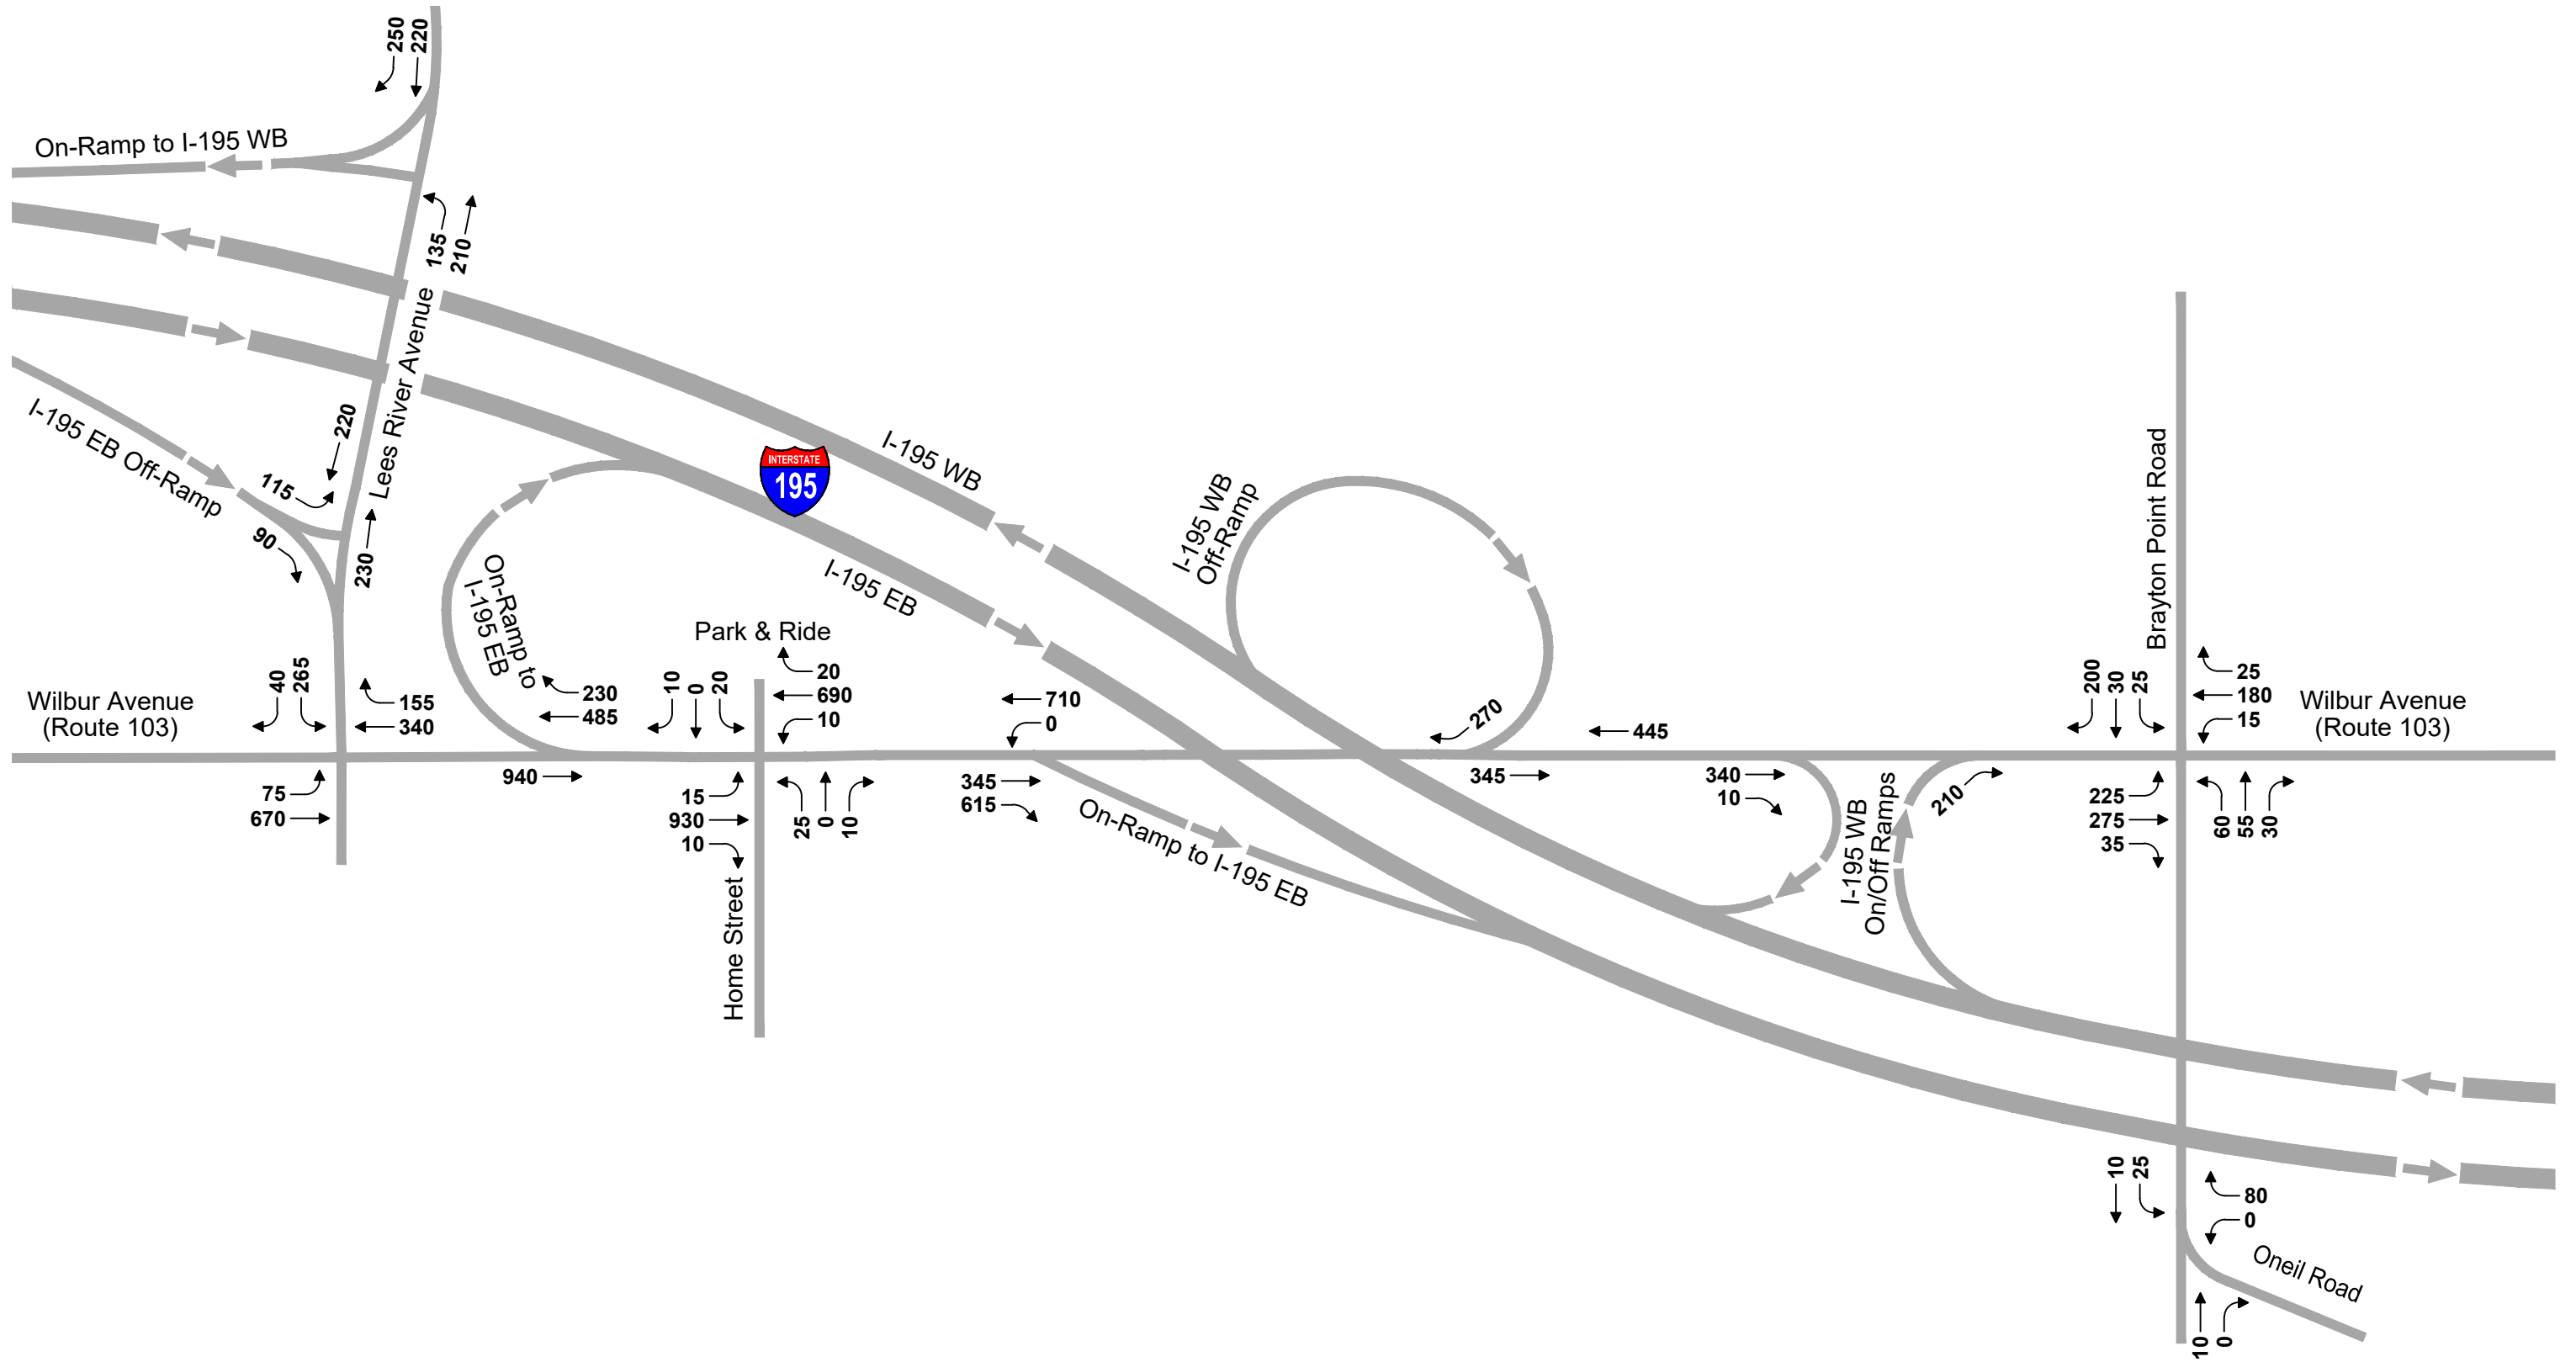 250
220
On-Ramp to I-195 WB
135
210
I-195 EB Off-Ramp
220
Lees River Avenue
115
90
230
I-195 WB
INTERSTATE
195
I-195 EB
On-Ramp to
I-195 EB
I-195 WB
Off-Ramp
Brayton Point Road
Park & Ride
Wilbur Avenue
(Route 103)
40
265
155
340
75
670
230
485
940
10
0
20
20
690
10
15
930
10
25
0
10
Home Street
710
0
345
615
On-Ramp to I-195 EB
270
345
445
340
10
I-195 WB
On/Off Ramps
210
200
30
25
25
180
15
Wilbur Avenue
(Route 103)
225
275
35
60
55
30
10
25
80
0
Oneil Road
10
0